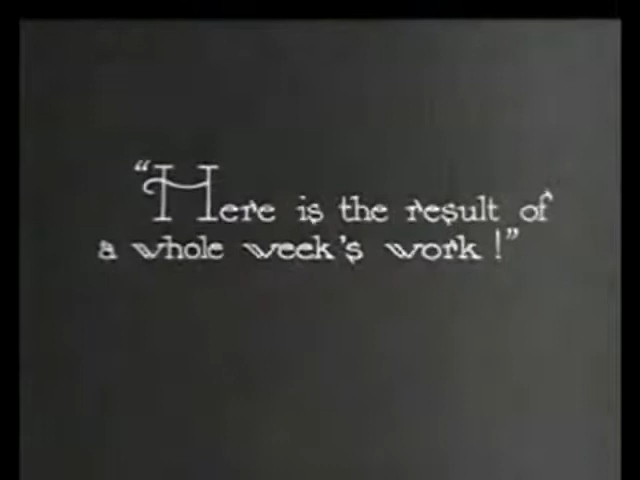 “Here is the result of
a whole week's work!”